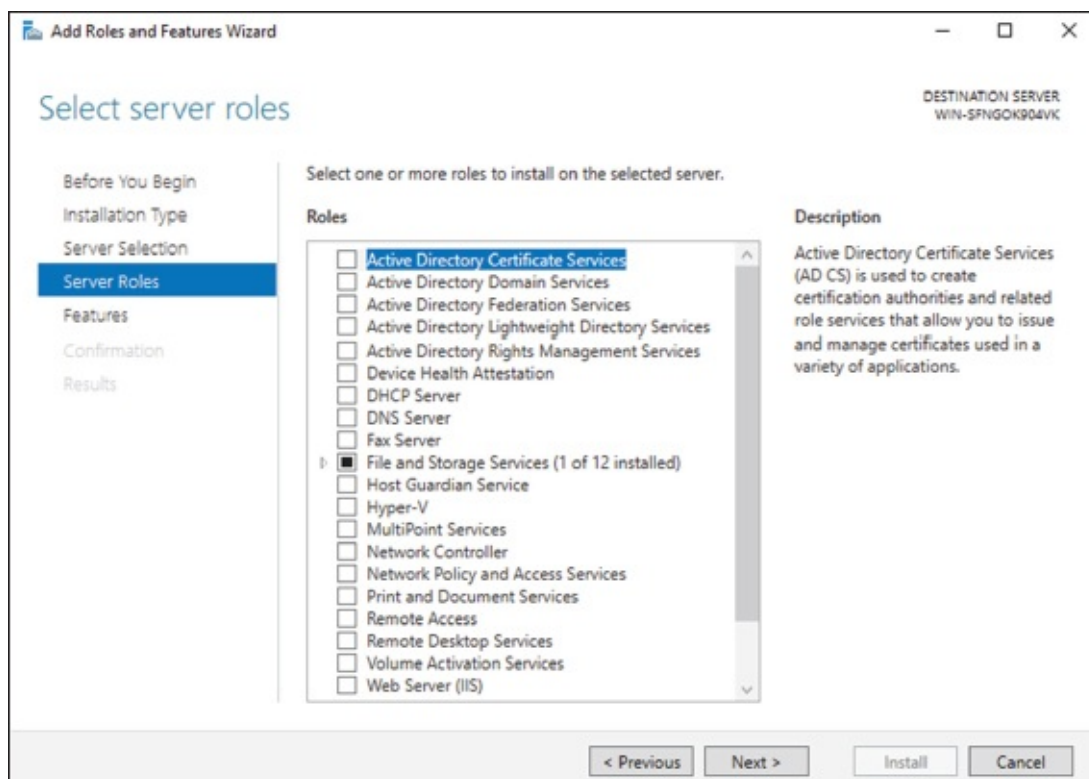 Add Roles and Features Wizard
Select server roles
DESTINATION SERVER
WIN-SFNGOK904VK
Before You Begin
Installation Type
Server Selection
Server Roles
Features
Confirmation
Results
Select one or more roles to install on the selected server.
Roles
Active Directory Certificate Services
Active Directory Domain Services
Active Directory Federation Services
Active Directory Lightweight Directory Services
Active Directory Rights Management Services
Device Health Attestation
DHCP Server
DNS Server
Fax Server
File and Storage Services (1 of 12 installed)
Host Guardian Service
Hyper-V
MultiPoint Services
Network Controller
Network Policy and Access Services
Print and Document Services
Remote Access
Remote Desktop Services
Volume Activation Services
Web Server (IIS)
Description
Active Directory Certificate Services
(AD CS) is used to create
certification authorities and related
role services that allow you to issue
and manage certificates used in a
variety of applications.
< Previous
Next >
Install
Cancel